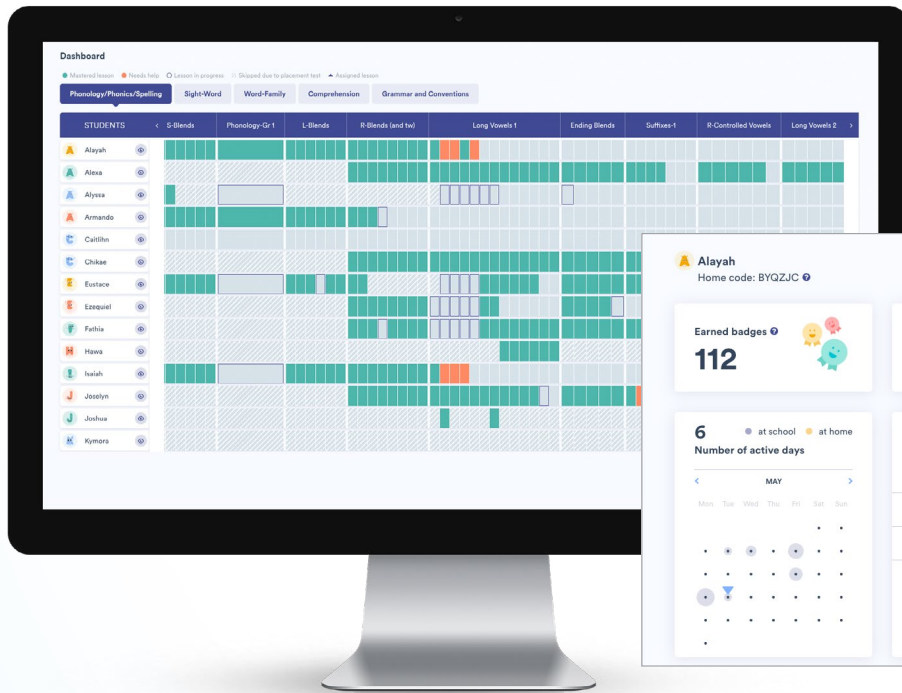 Dashboard
Mastered lesson Needs help Lesson in progress Skipped due to placement test Assigned lesson
Phonology/Phonics/Spelling Sight-Word Word-Family Comprehension Grammar and Conventions
STUDENTS S-Blends Phonology-Gr 1 L-Blends R-Blends (and tw) Long Vowels 1 Ending Blends Suffixes-1 R-Controlled Vowels Long Vowels 2
A Alayah
A Alexa
A Alyssa
A Armando
C Caitlihn
C Chikae
E Eustace
E Ezequiel
F Fathia
H Hawa
I Isaiah
J Joselyn
J Joshua
K Kymora
A Alayah
Home code: BYQZJC ?
Earned badges ?
112
6 at school at home
Number of active days
< MAY >
Mon Tue Wed Thu Fri Sat Sun